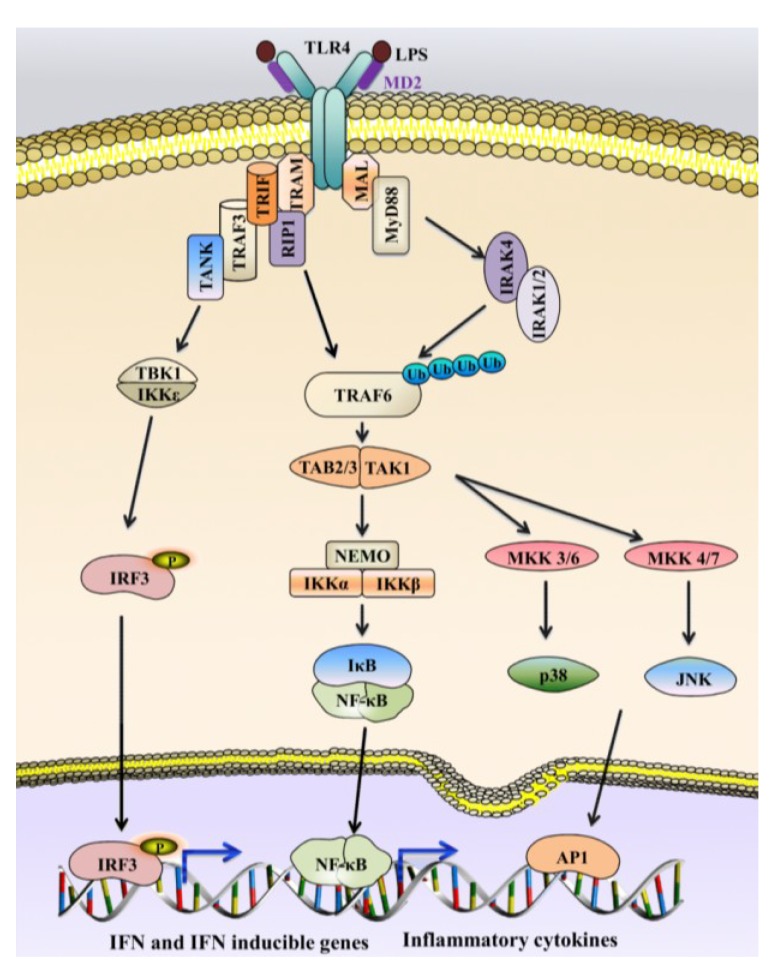 TLR4
LPS
MD2
TRIF
TRAM
MAL
MyD88
TRAF3
RIP1
TANK
IRAK4
IRAK1/2
TBK1
IKKε
Ub Ub Ub Ub
TRAF6
TAB2/3 TAK1
NEMO
IKKα IKKβ
MKK 3/6
MKK 4/7
P
IRF3
IκB
NF-κB
p38
JNK
P
IRF3
NF-κB
AP1
IFN and IFN inducible genes
Inflammatory cytokines